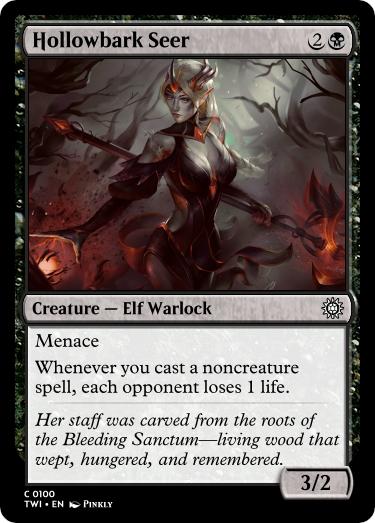 Hollowbark Seer 2
Creature — Elf Warlock
Menace
Whenever you cast a noncreature
spell, each opponent loses 1 life.
Her staff was carved from the roots of
the Bleeding Sanctum—living wood that
wept, hungered, and remembered.
3/2
C 0100
TWI • EN Pinkly